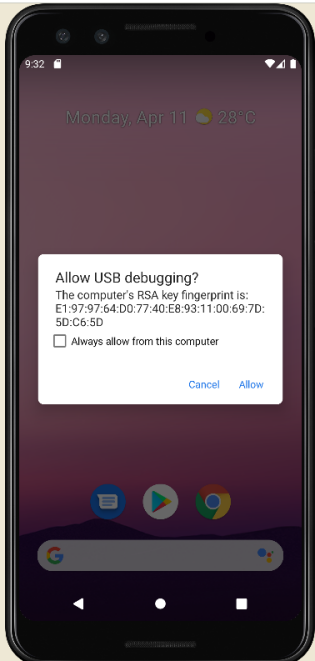 9:32
Monday, Apr 11 28°C
Allow USB debugging?
The computer's RSA key fingerprint is:
E1:97:97:64:D0:77:40:E8:93:11:00:69:7D:
5D:C6:5D
Always allow from this computer
Cancel Allow